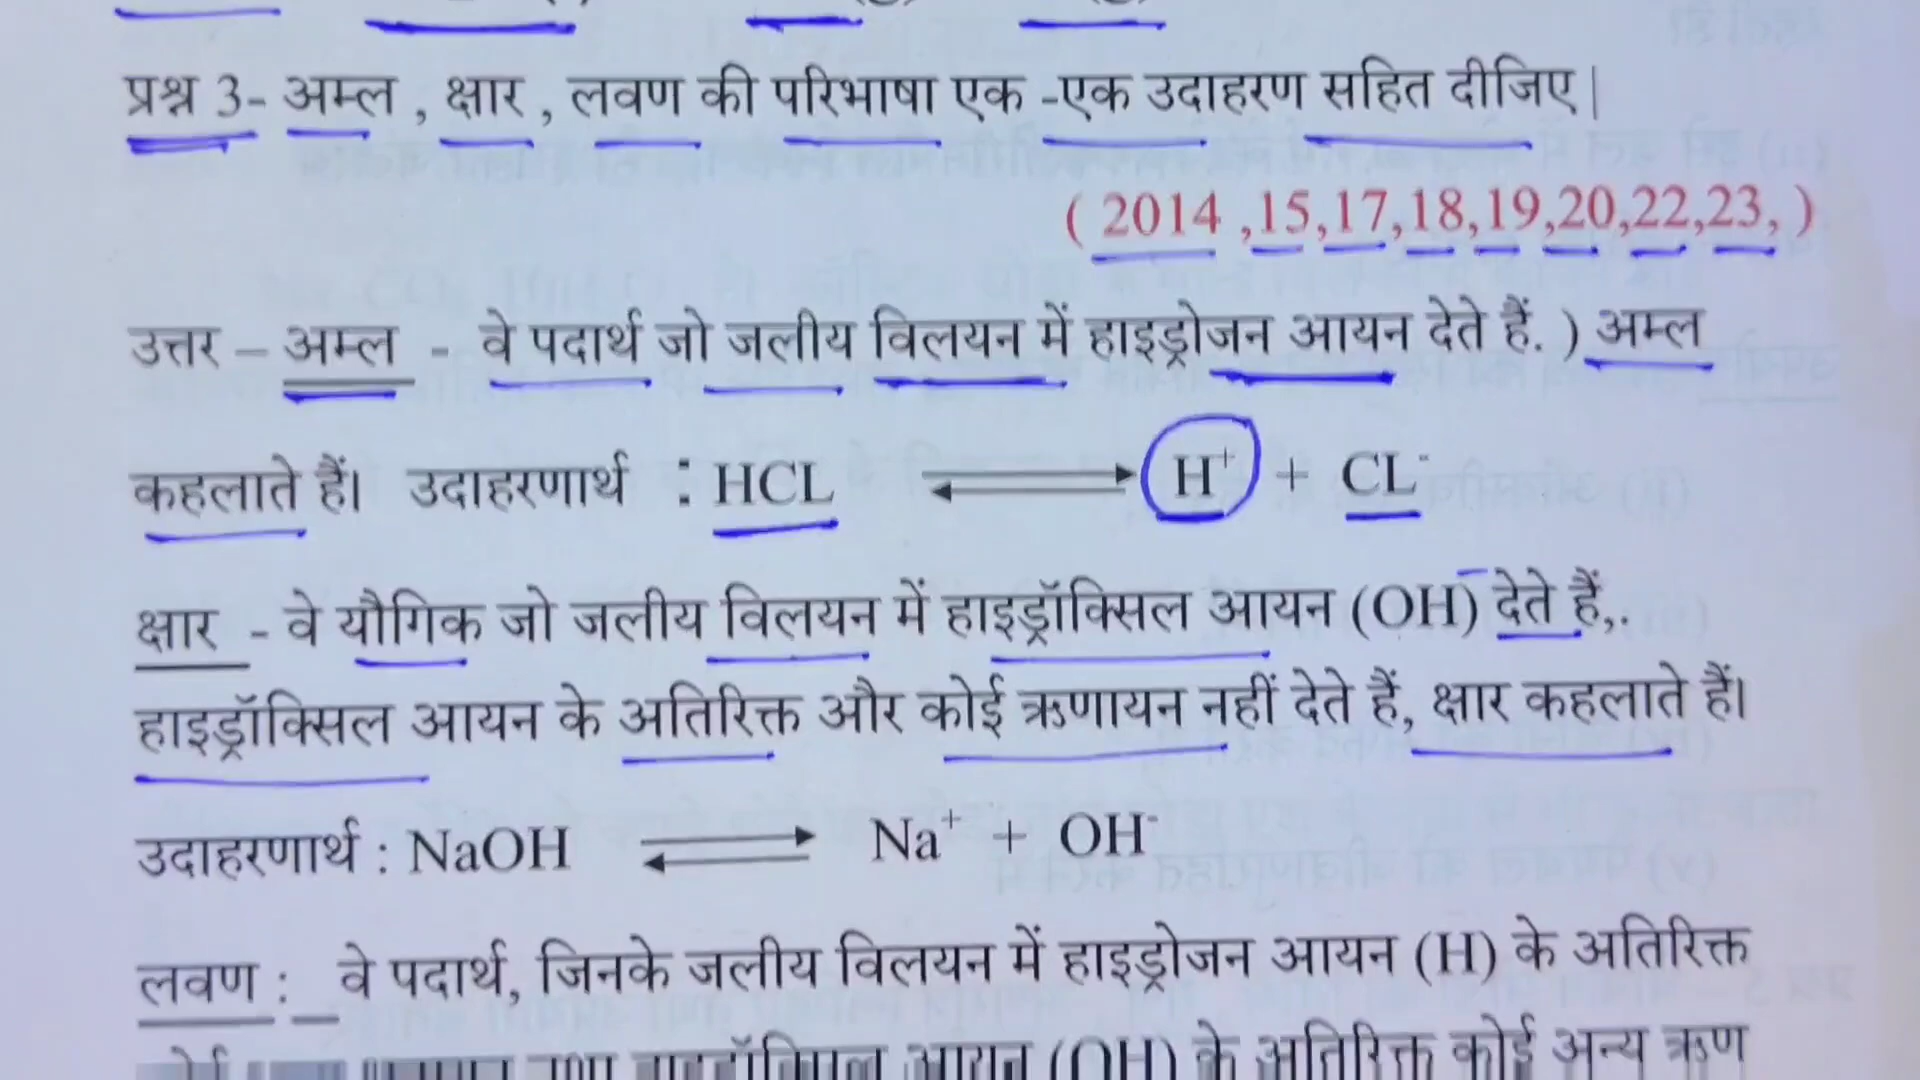 प्रश्न 3- अम्ल , क्षार , लवण की परिभाषा एक -एक उदाहरण सहित दीजिए |
( 2014 ,15,17,18,19,20,22,23, )
उत्तर – अम्ल - वे पदार्थ जो जलीय विलयन में हाइड्रोजन आयन देते हैं. ) अम्ल
कहलाते हैं। उदाहरणार्थ : HCL ⇌ H⁺ + CL⁻
क्षार - वे यौगिक जो जलीय विलयन में हाइड्रॉक्सिल आयन (OH)⁻ देते हैं,.
हाइड्रॉक्सिल आयन के अतिरिक्त और कोई ऋणायन नहीं देते हैं, क्षार कहलाते हैं।
उदाहरणार्थ : NaOH ⇌ Na⁺ + OH⁻
लवण : _ वे पदार्थ, जिनके जलीय विलयन में हाइड्रोजन आयन (H) के अतिरिक्त
आयन (OH) के अतिरिक्त कोई अन्य ऋण